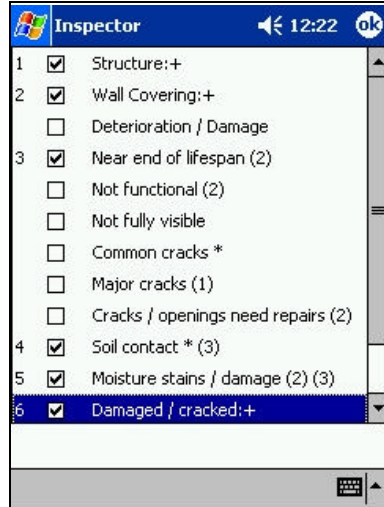 Inspector 12:22 ok
1 Structure:+
2 Wall Covering:+
Deterioration / Damage
3 Near end of lifespan (2)
Not functional (2)
Not fully visible
Common cracks *
Major cracks (1)
Cracks / openings need repairs (2)
4 Soil contact * (3)
5 Moisture stains / damage (2) (3)
6 Damaged / cracked:+